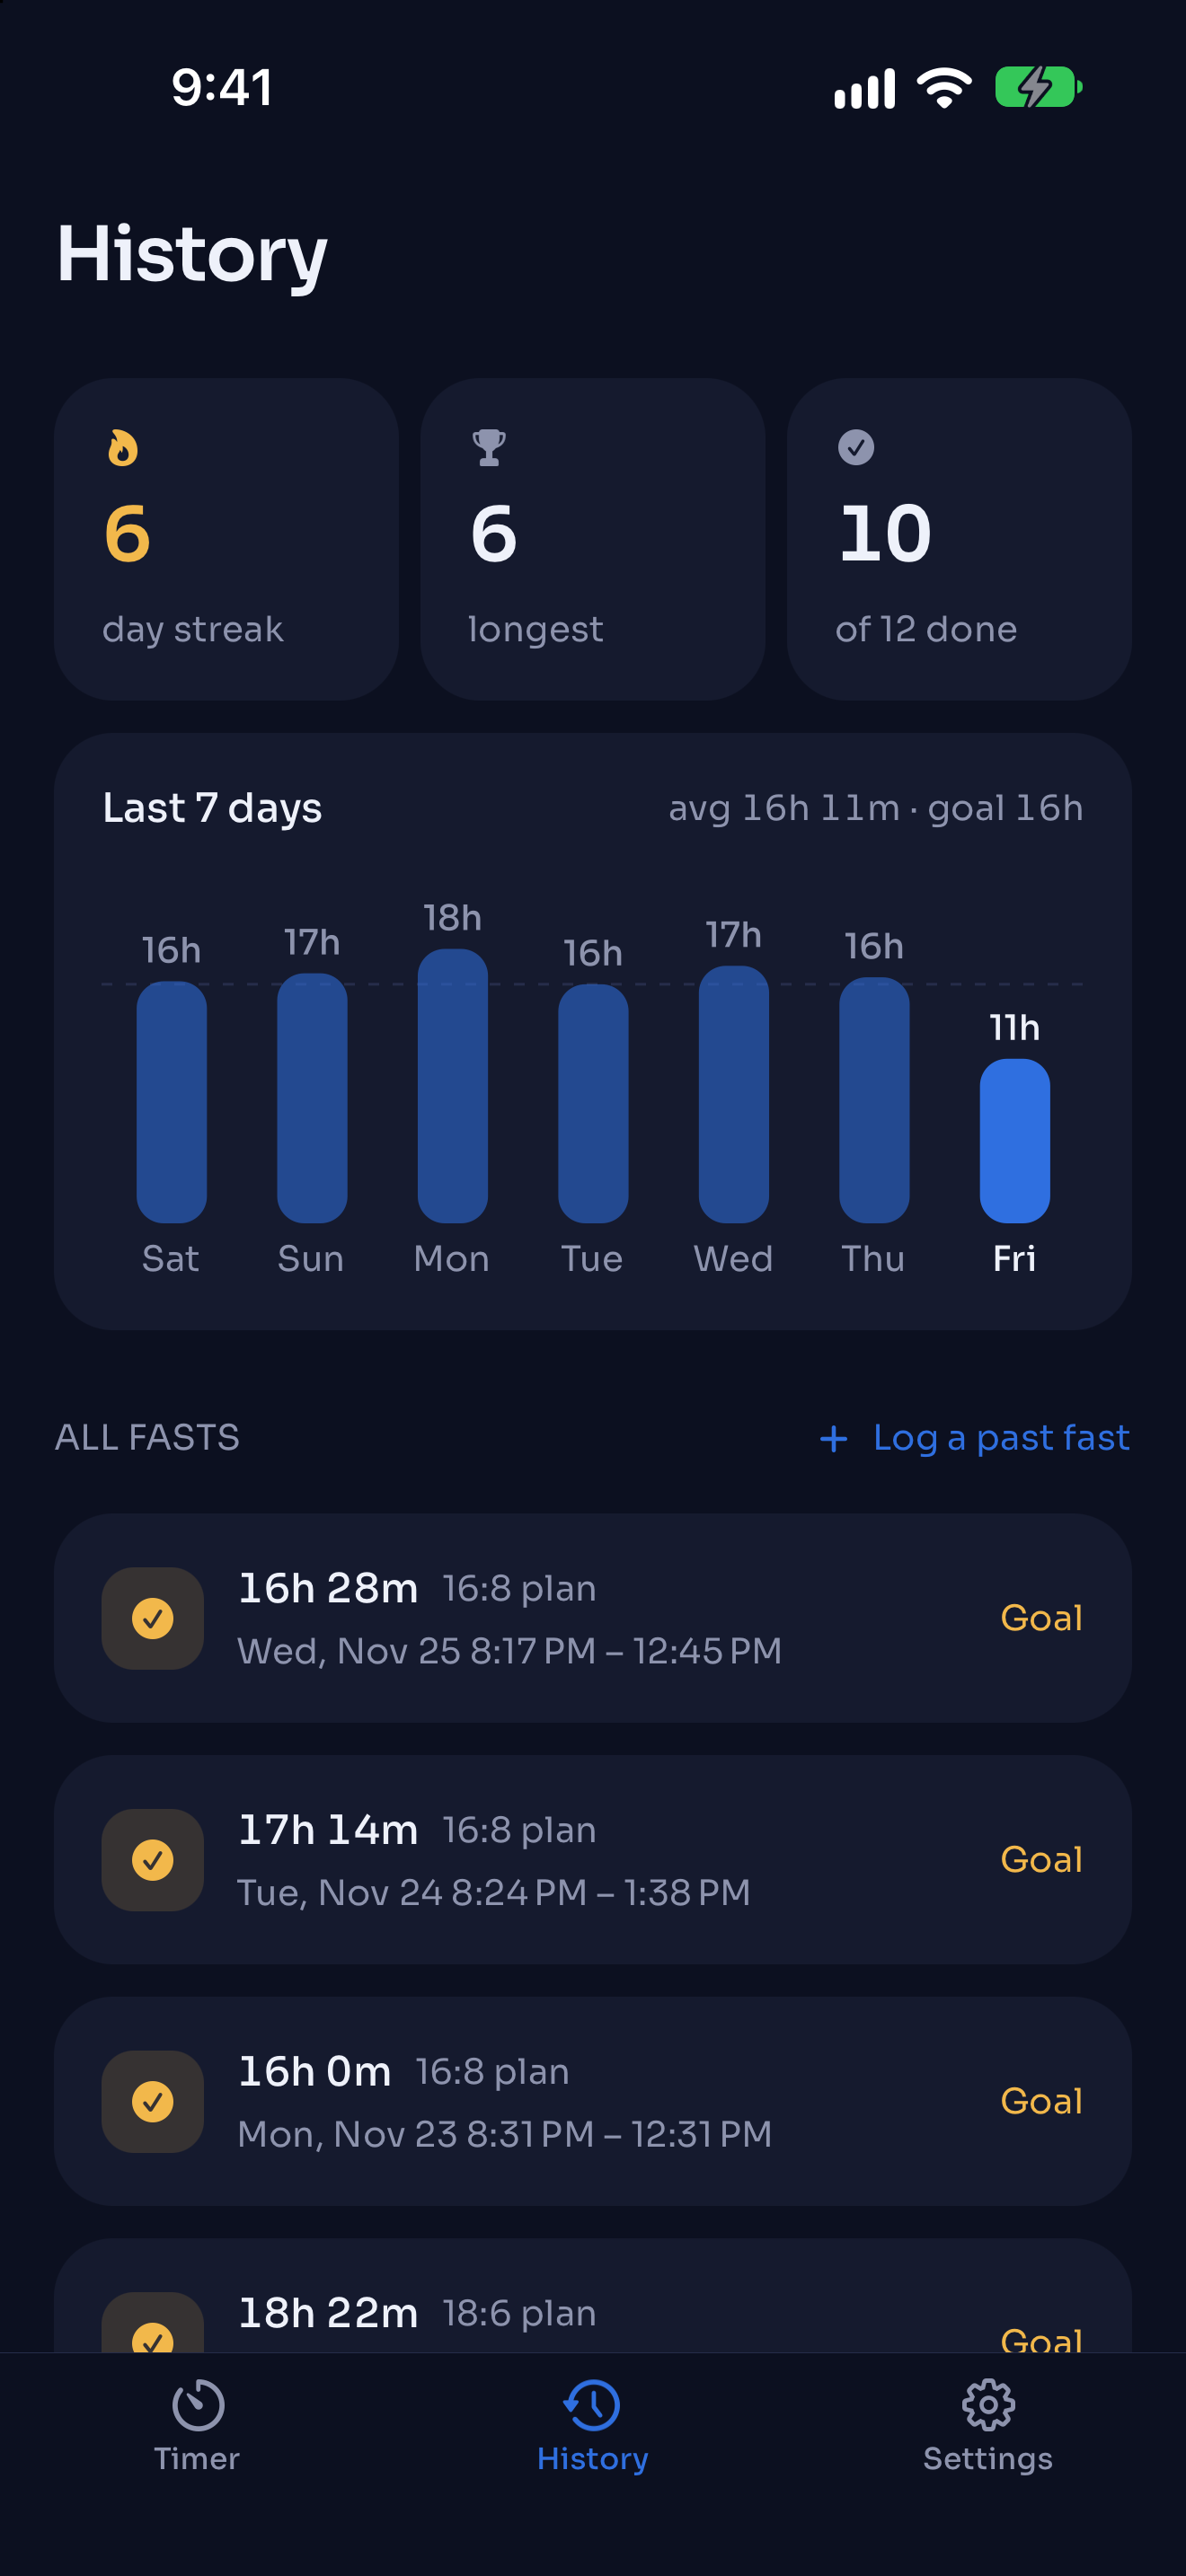 9:41
History
6
day streak
6
longest
10
of 12 done
Last 7 days
avg 16h 11m · goal 16h
16h 17h 18h 16h 17h 16h 11h
Sat Sun Mon Tue Wed Thu Fri
ALL FASTS
+ Log a past fast
16h 28m 16:8 plan
Wed, Nov 25 8:17 PM – 12:45 PM
Goal
17h 14m 16:8 plan
Tue, Nov 24 8:24 PM – 1:38 PM
Goal
16h 0m 16:8 plan
Mon, Nov 23 8:31 PM – 12:31 PM
Goal
18h 22m 18:6 plan
Goal
Timer
History
Settings